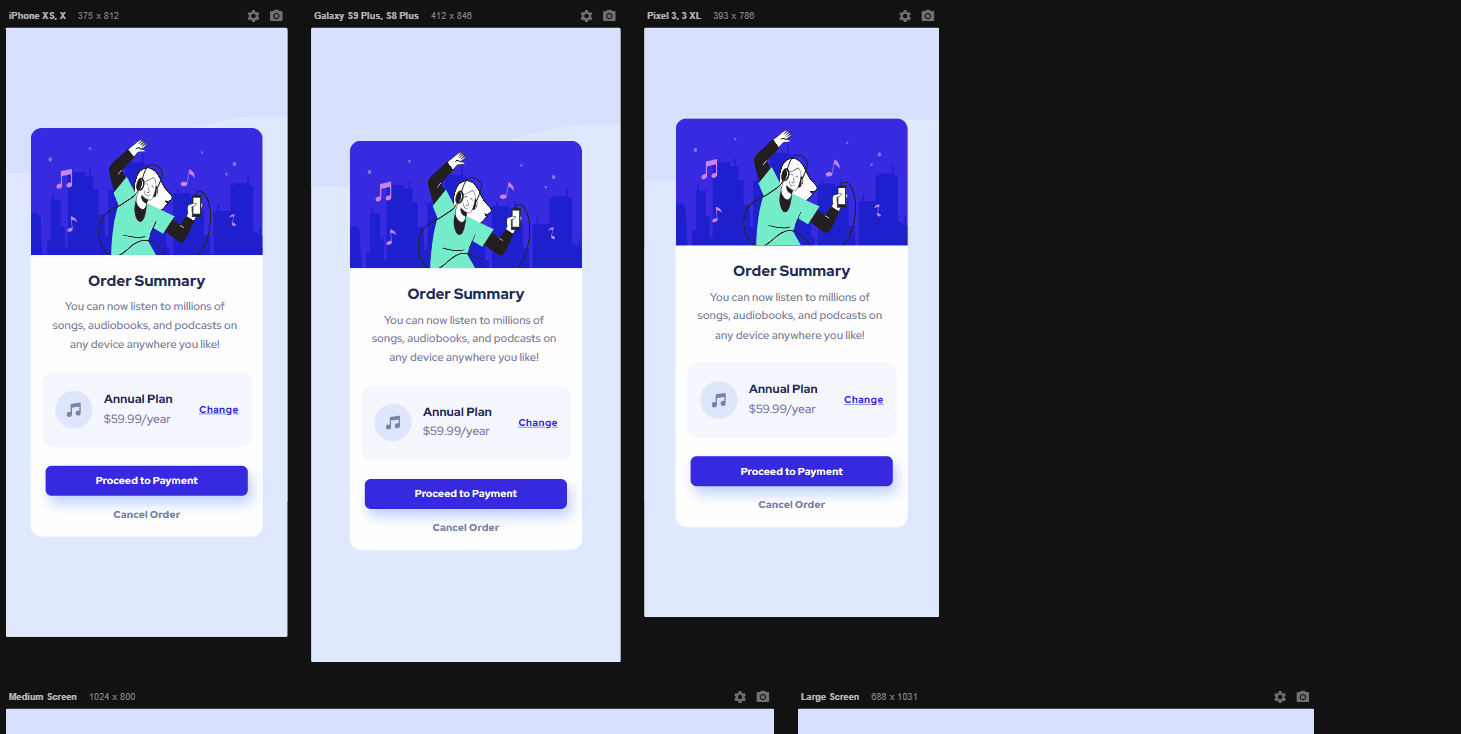 iPhone XS, X 375 x 812
Galaxy S9 Plus, S8 Plus 412 x 846
Pixel 3, 3 XL 393 x 786
Order Summary
You can now listen to millions of
songs, audiobooks, and podcasts on
any device anywhere you like!
Annual Plan
$59.99/year
Change
Proceed to Payment
Cancel Order
Order Summary
You can now listen to millions of
songs, audiobooks, and podcasts on
any device anywhere you like!
Annual Plan
$59.99/year
Change
Proceed to Payment
Cancel Order
Order Summary
You can now listen to millions of
songs, audiobooks, and podcasts on
any device anywhere you like!
Annual Plan
$59.99/year
Change
Proceed to Payment
Cancel Order
Medium Screen 1024 x 800
Large Screen 688 x 1031